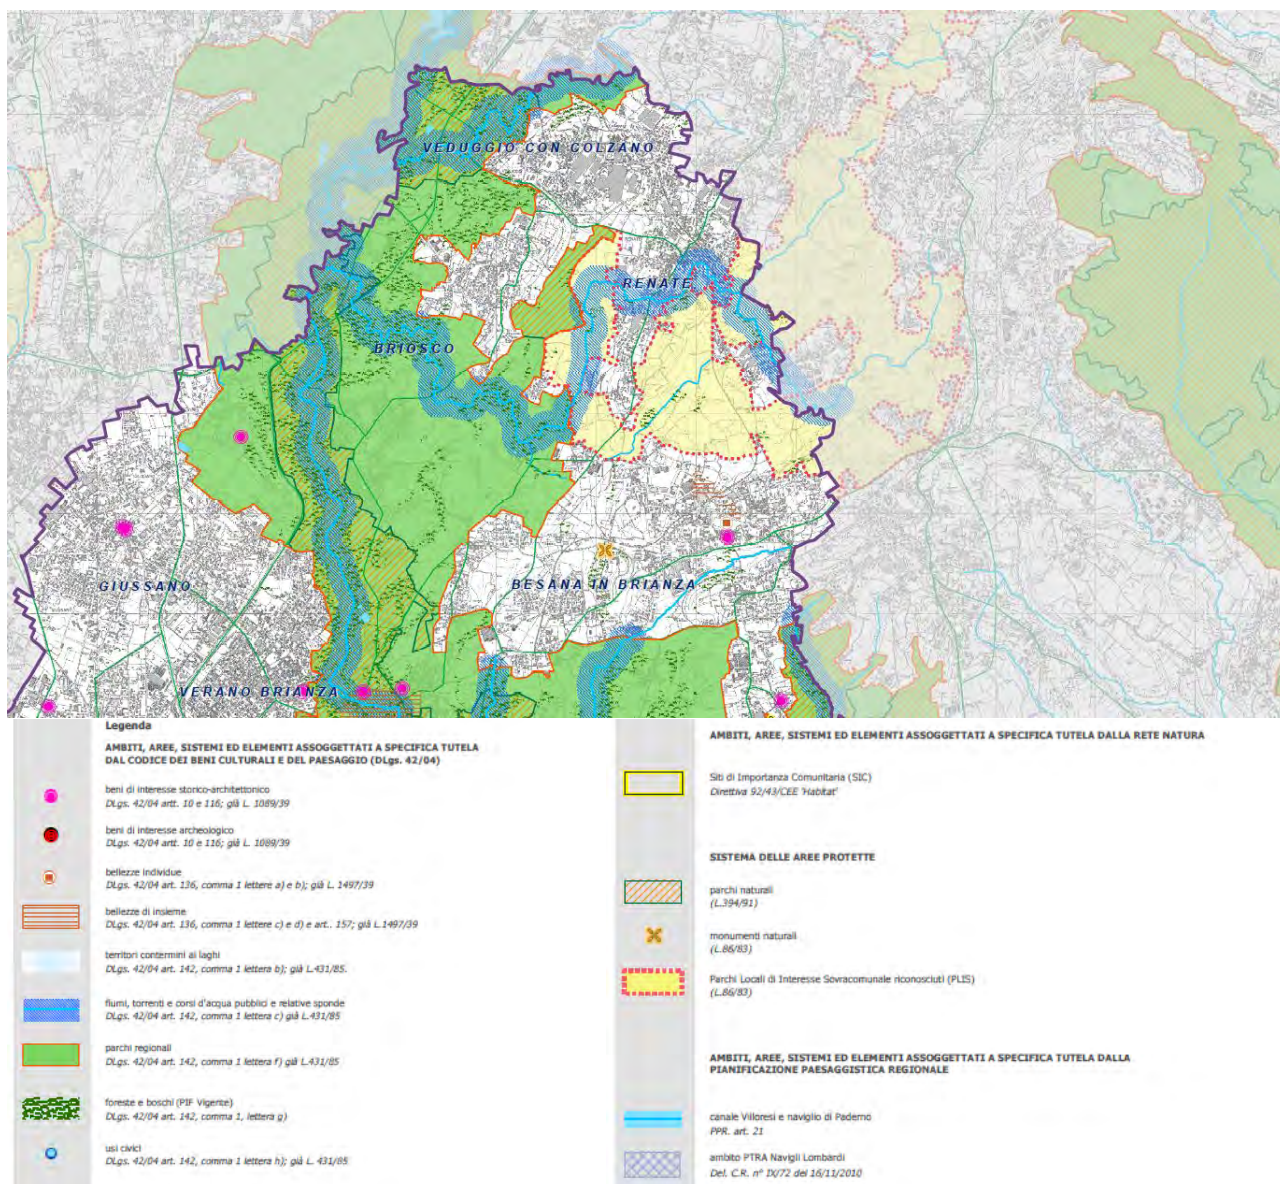 VEDUGGIO CON COLZANO
RENATE
BRIOSCO
GIUSSANO
BESANA IN BRIANZA
VERANO BRIANZA
Legenda
AMBITI, AREE, SISTEMI ED ELEMENTI ASSOGGETTATI A SPECIFICA TUTELA
DAL CODICE DEI BENI CULTURALI E DEL PAESAGGIO (DLgs. 42/04)
beni di interesse storico-architettonico
DLgs. 42/04 artt. 10 e 116; già L. 1089/39
beni di interesse archeologico
DLgs. 42/04 artt. 10 e 116; già L. 1089/39
bellezze individue
DLgs. 42/04 art. 136, comma 1 lettere a) e b); già L. 1497/39
bellezze di insieme
DLgs. 42/04 art. 136, comma 1 lettere c) e d) e art.. 157; già L.1497/39
territori contermini ai laghi
DLgs. 42/04 art. 142, comma 1 lettera b); già L.431/85.
fiumi, torrenti e corsi d'acqua pubblici e relative sponde
DLgs. 42/04 art. 142, comma 1 lettera c) già L.431/85
parchi regionali
DLgs. 42/04 art. 142, comma 1 lettera f) già L.431/85
foreste e boschi (PIF Vigente)
DLgs. 42/04 art. 142, comma 1, lettera g)
usi civici
DLgs. 42/04 art. 142, comma 1 lettera h); già L. 431/85
AMBITI, AREE, SISTEMI ED ELEMENTI ASSOGGETTATI A SPECIFICA TUTELA DALLA RETE NATURA
Siti di Importanza Comunitaria (SIC)
Direttiva 92/43/CEE 'Habitat'
SISTEMA DELLE AREE PROTETTE
parchi naturali
(L.394/91)
monumenti naturali
(L.86/83)
Parchi Locali di Interesse Sovracomunale riconosciuti (PLIS)
(L.86/83)
AMBITI, AREE, SISTEMI ED ELEMENTI ASSOGGETTATI A SPECIFICA TUTELA DALLA
PIANIFICAZIONE PAESAGGISTICA REGIONALE
canale Villoresi e naviglio di Paderno
PPR. art. 21
ambito PTRA Navigli Lombardi
Del. C.R. n° IX/72 del 16/11/2010